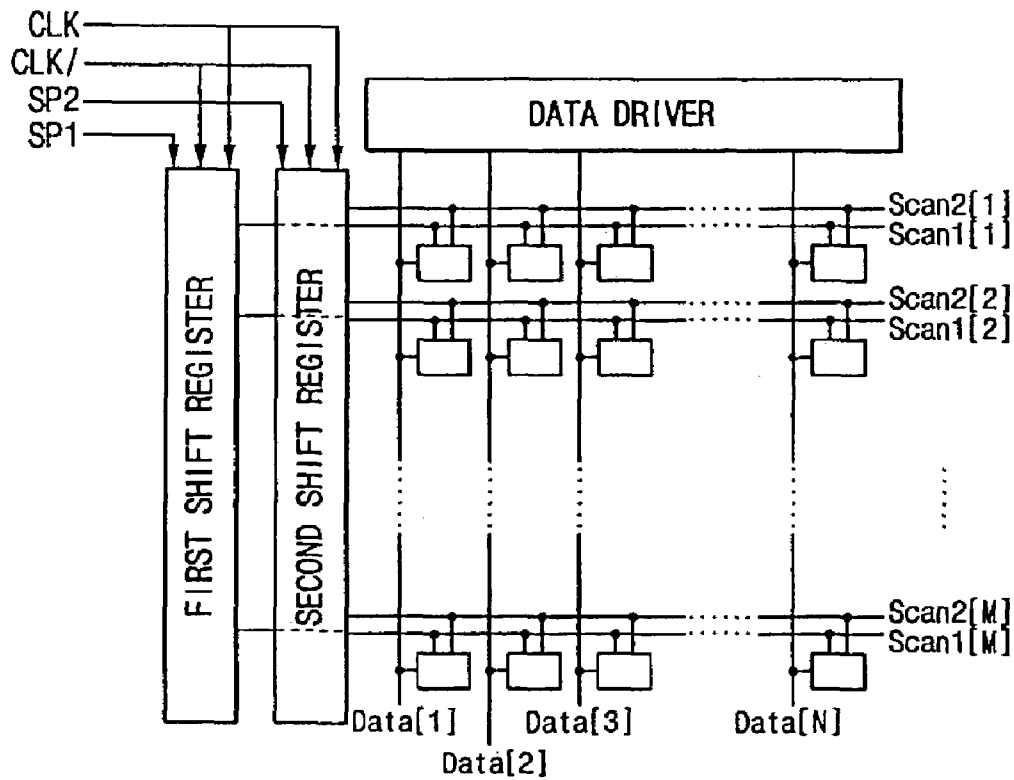 CLK
CLK/
SP2
SP1
DATA DRIVER
FIRST SHIFT REGISTER
SECOND SHIFT REGISTER
Scan2[1]
Scan1[1]
Scan2[2]
Scan1[2]
Scan2[M]
Scan1[M]
Data[1]
Data[2]
Data[3]
Data[N]